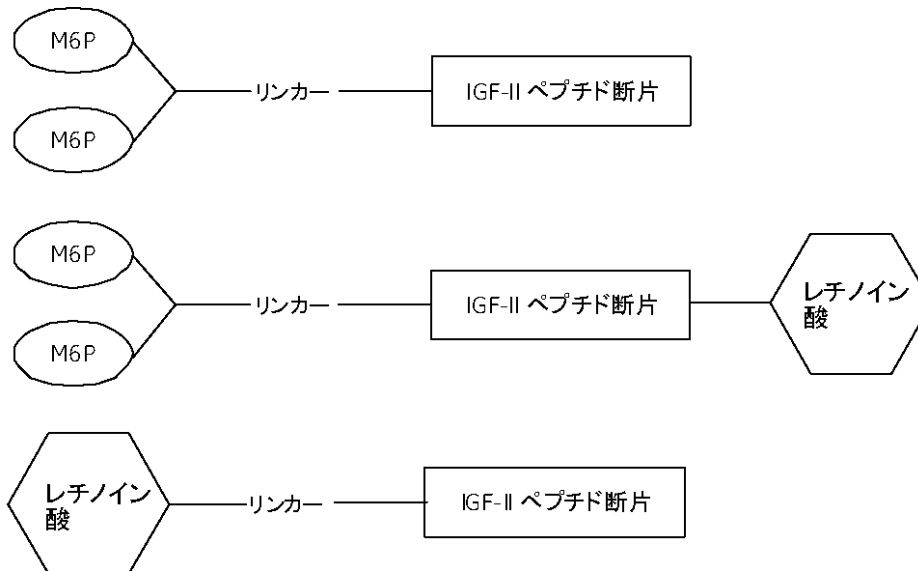 M6P
リンカー
IGF-II ペプチド断片
M6P
M6P
リンカー
IGF-II ペプチド断片
レチノイン
酸
M6P
レチノイン
酸
リンカー
IGF-II ペプチド断片